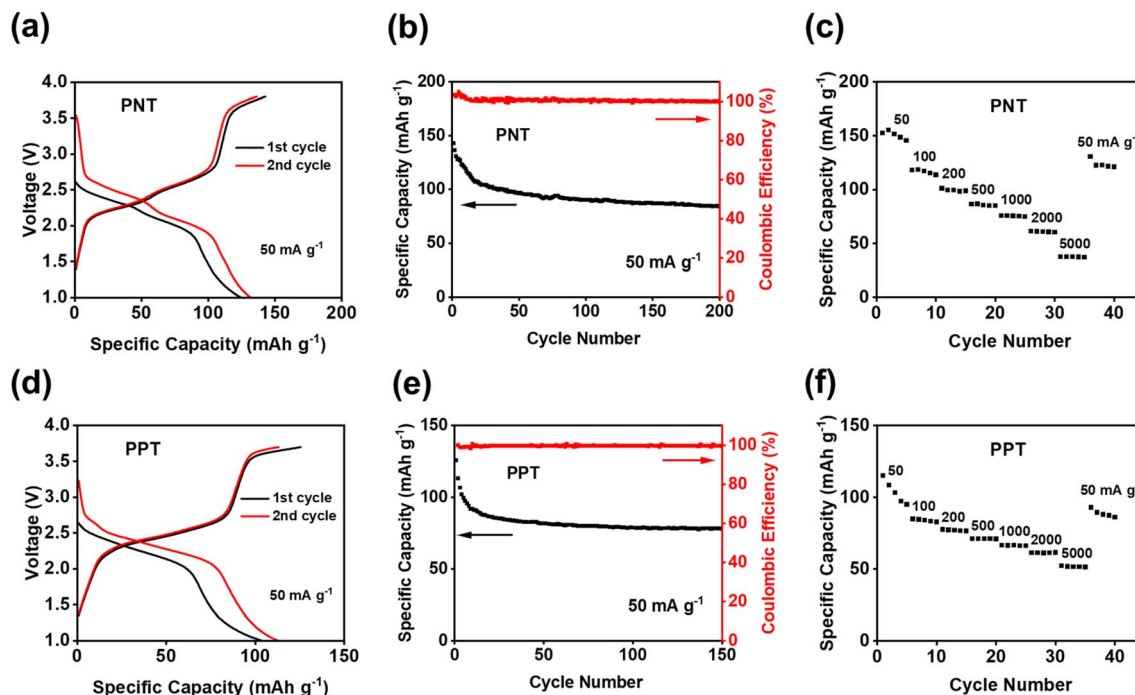 (a)
PNT
1st cycle
2nd cycle
50 mA g⁻¹
Voltage (V)
4.0
3.5
3.0
2.5
2.0
1.5
1.0
0
50
100
150
200
Specific Capacity (mAh g⁻¹)
(b)
PNT
50 mA g⁻¹
Specific Capacity (mAh g⁻¹)
200
150
100
50
0
0
50
100
150
200
Cycle Number
100
80
60
40
20
0
Coulombic Efficiency (%)
(c)
PNT
50
100
200
500
1000
2000
5000
50 mA g⁻¹
Specific Capacity (mAh g⁻¹)
200
150
100
50
0
0
10
20
30
40
Cycle Number
(d)
PPT
1st cycle
2nd cycle
50 mA g⁻¹
Voltage (V)
4.0
3.5
3.0
2.5
2.0
1.5
1.0
0
50
100
150
Specific Capacity (mAh g⁻¹)
(e)
PPT
50 mA g⁻¹
Specific Capacity (mAh g⁻¹)
150
100
50
0
0
50
100
150
Cycle Number
100
80
60
40
20
0
Coulombic Efficiency (%)
(f)
PPT
50
100
200
500
1000
2000
5000
50 mA g
Specific Capacity (mAh g⁻¹)
150
100
50
0
0
10
20
30
40
Cycle Number